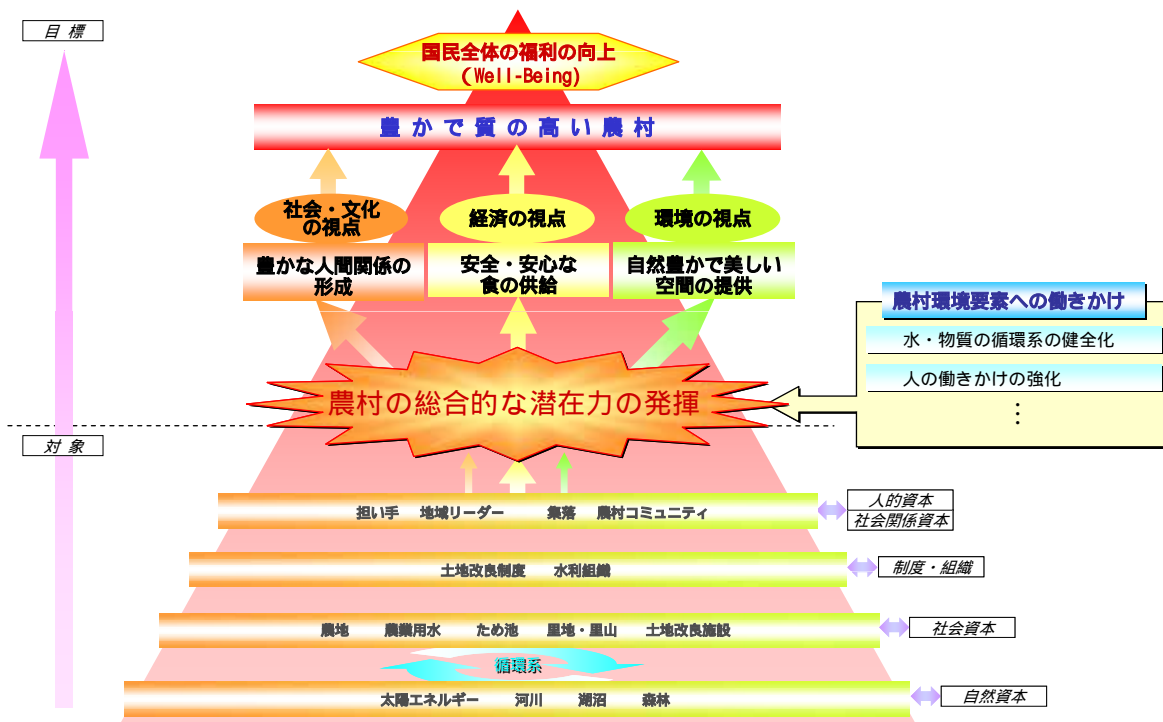 目 標
国民全体の福利の向上
(Well-Being)
豊 か で 質 の 高 い 農 村
社会・文化
の視点
経済の視点
環境の視点
豊かな人間関係の
形成
安全・安心な
食の供給
自然豊かで美しい
空間の提供
農村環境要素への働きかけ
水・物質の循環系の健全化
人の働きかけの強化
⋮
農村の総合的な潜在力の発揮
対 象
担い手 地域リーダー 集落 農村コミュニティ
人的資本
社会関係資本
土地改良制度 水利組織
制度・組織
農地 農業用水 ため池 里地・里山 土地改良施設
社会資本
循環系
太陽エネルギー 河川 湖沼 森林
自然資本